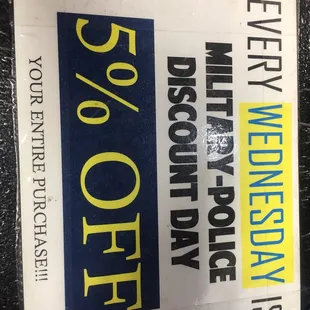 EVERY WEDNESDAY IS
MILITARY-POLICE
DISCOUNT DAY
5% OFF
YOUR ENTIRE PURCHASE!!!